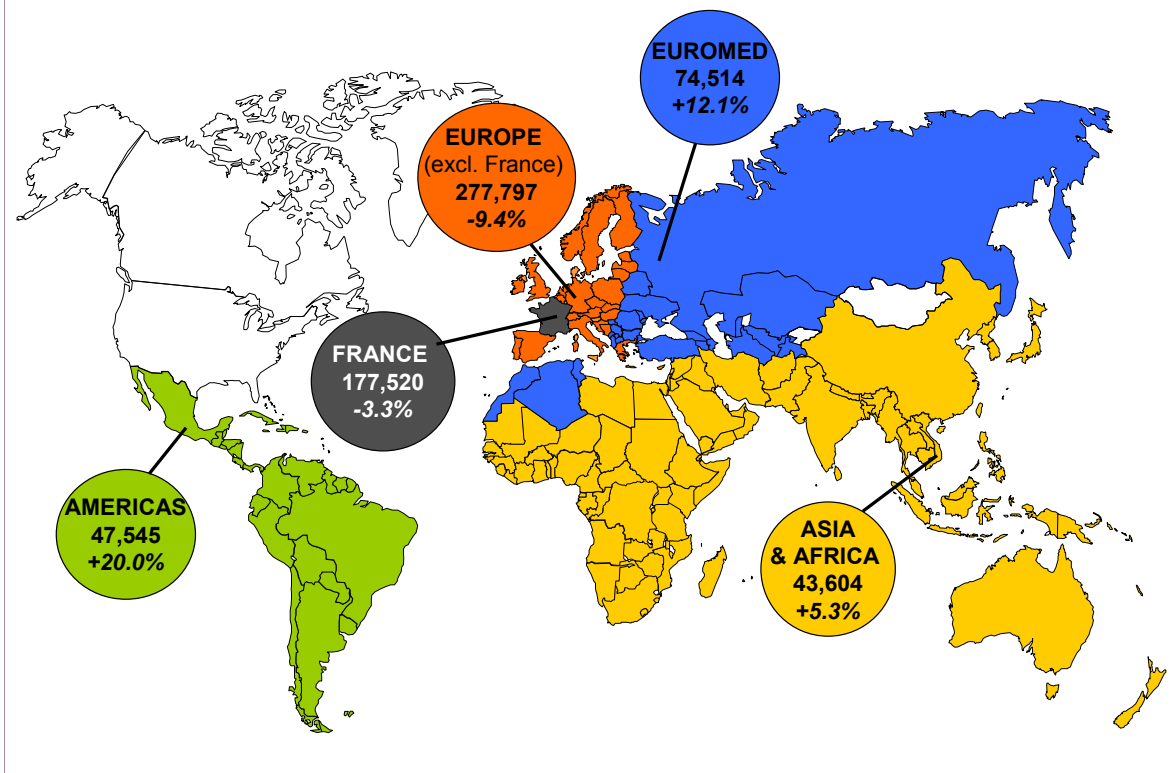 EUROMED
74,514
+12.1%
EUROPE
(excl. France)
277,797
-9.4%
FRANCE
177,520
-3.3%
AMERICAS
47,545
+20.0%
ASIA
& AFRICA
43,604
+5.3%